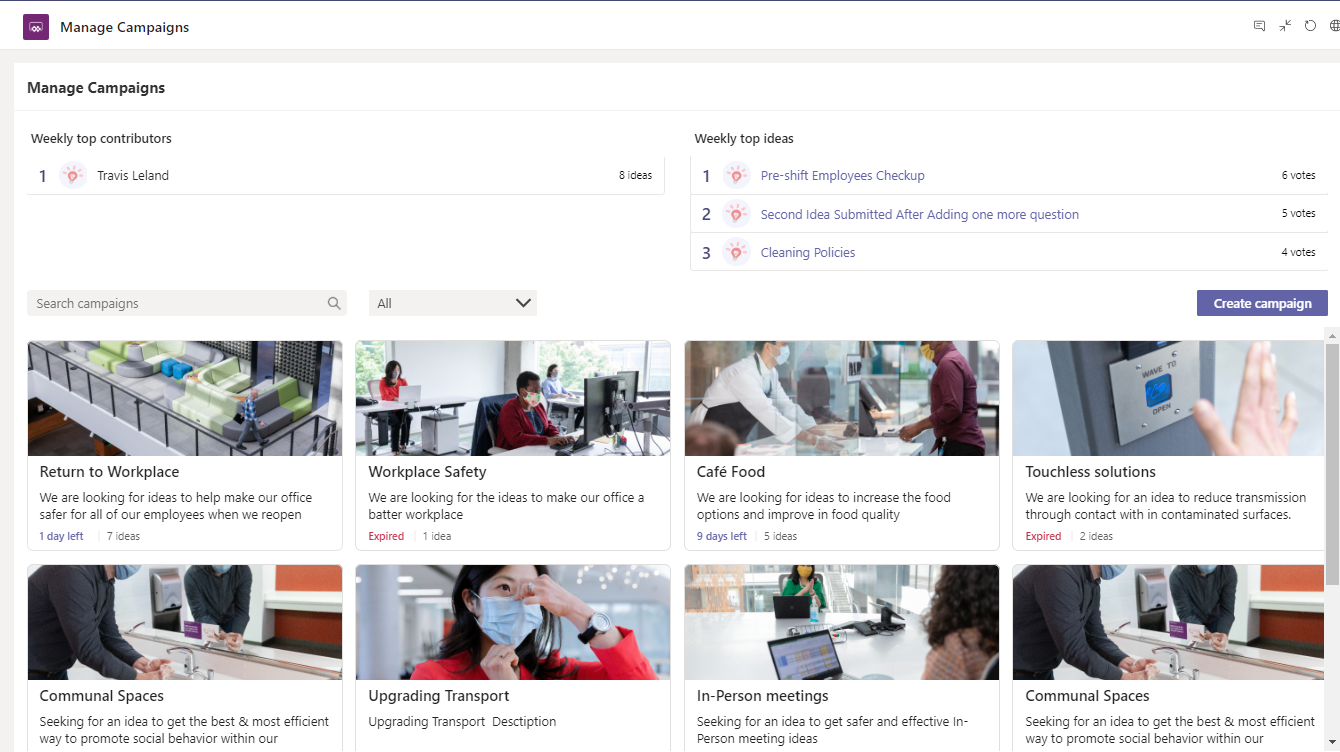 Manage Campaigns
Manage Campaigns
Weekly top contributors
1 Travis Leland 8 ideas
Weekly top ideas
1 Pre-shift Employees Checkup 6 votes
2 Second Idea Submitted After Adding one more question 5 votes
3 Cleaning Policies 4 votes
Search campaigns
All
Create campaign
WAVE TO
OPEN
Return to Workplace
We are looking for ideas to help make our office
safer for all of our employees when we reopen
1 day left 7 ideas
Workplace Safety
We are looking for the ideas to make our office a
batter workplace
Expired 1 idea
Café Food
We are looking for ideas to increase the food
options and improve in food quality
9 days left 5 ideas
Touchless solutions
We are looking for an idea to reduce transmission
through contact with in contaminated surfaces.
Expired 2 ideas
Communal Spaces
Seeking for an idea to get the best & most efficient
way to promote social behavior within our
Upgrading Transport
Upgrading Transport Desctiption
In-Person meetings
Seeking for an idea to get safer and effective In-
Person meeting ideas
Communal Spaces
Seeking for an idea to get the best & most efficient
way to promote social behavior within our